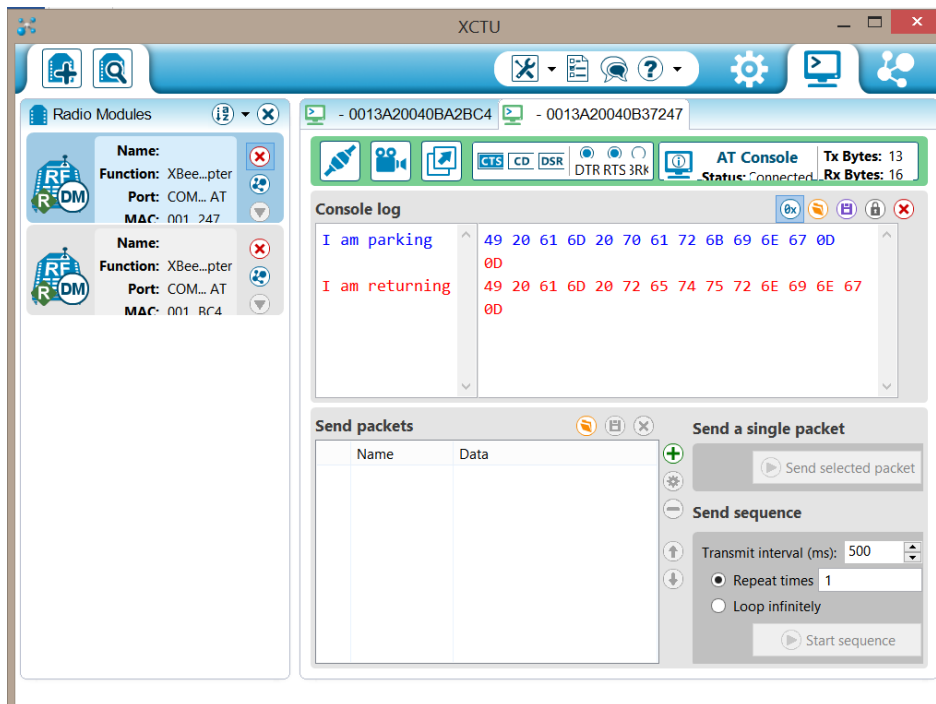 XCTU
Radio Modules
- 0013A20040BA2BC4
- 0013A20040B37247
Name:
Function: XBee...pter
Port: COM... AT
MAC: 001 247
Name:
Function: XBee...pter
Port: COM... AT
MAC: 001 BC4
CTS CD DSR
DTR RTS BRK
AT Console
Status: Connected
Tx Bytes: 13
Rx Bytes: 16
Console log
I am parking 49 20 61 6D 20 70 61 72 6B 69 6E 67 0D
0D
I am returning 49 20 61 6D 20 72 65 74 75 72 6E 69 6E 67
0D
Send packets
Name Data
Send a single packet
Send selected packet
Send sequence
Transmit interval (ms): 500
Repeat times 1
Loop infinitely
Start sequence